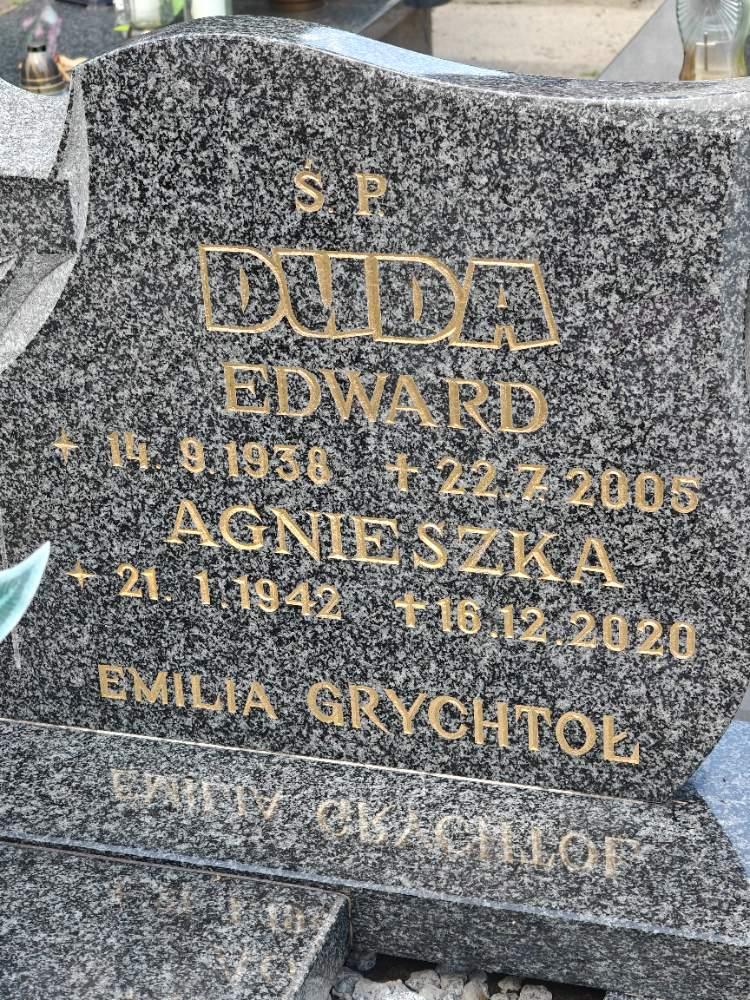 Ś. P.
DUDA
EDWARD
14. 9. 1938 † 22. 7. 2005
AGNIESZKA
21. 1. 1942 † 16. 12. 2020
EMILIA GRYCHTOŁ